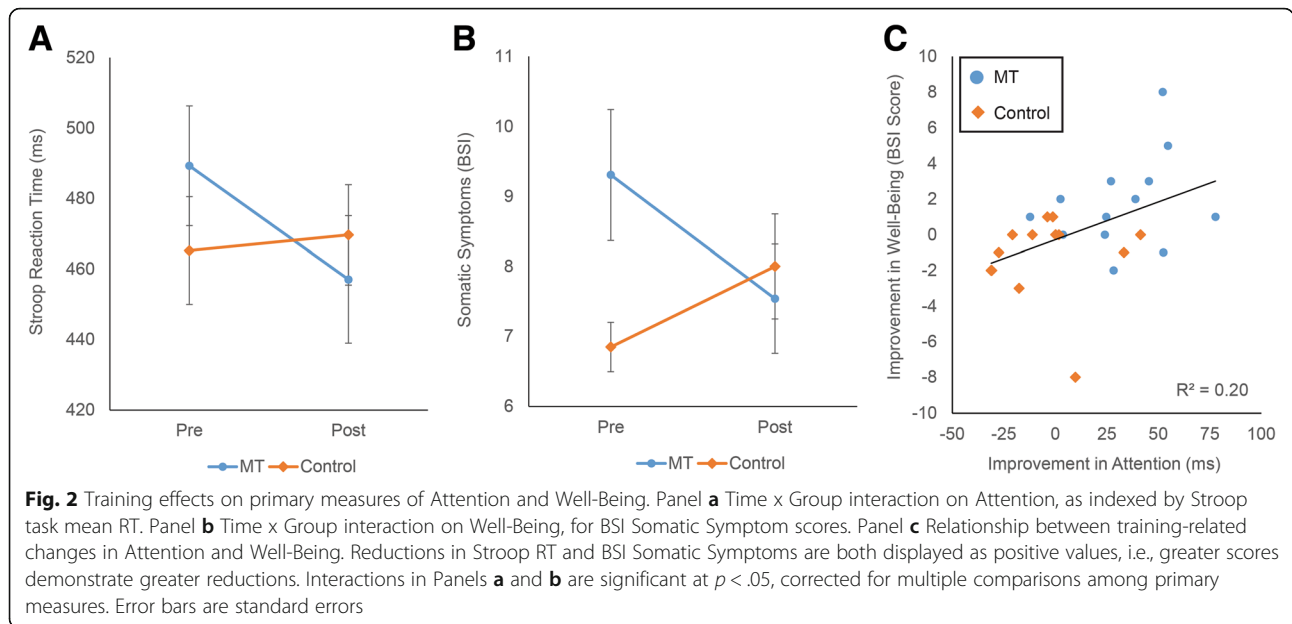 A
520
500
480
460
440
420
Stroop Reaction Time (ms)
Pre
Post
MT
Control
B
11
10
9
8
7
6
Somatic Symptoms (BSI)
Pre
Post
MT
Control
C
10
8
6
4
2
0
-2
-4
-6
-8
-10
Improvement in Well-Being (BSI Score)
MT
Control
R² = 0.20
-50 -25 0 25 50 75 100
Improvement in Attention (ms)
Fig. 2 Training effects on primary measures of Attention and Well-Being. Panel a Time x Group interaction on Attention, as indexed by Stroop
task mean RT. Panel b Time x Group interaction on Well-Being, for BSI Somatic Symptom scores. Panel c Relationship between training-related
changes in Attention and Well-Being. Reductions in Stroop RT and BSI Somatic Symptoms are both displayed as positive values, i.e., greater scores
demonstrate greater reductions. Interactions in Panels a and b are significant at p < .05, corrected for multiple comparisons among primary
measures. Error bars are standard errors